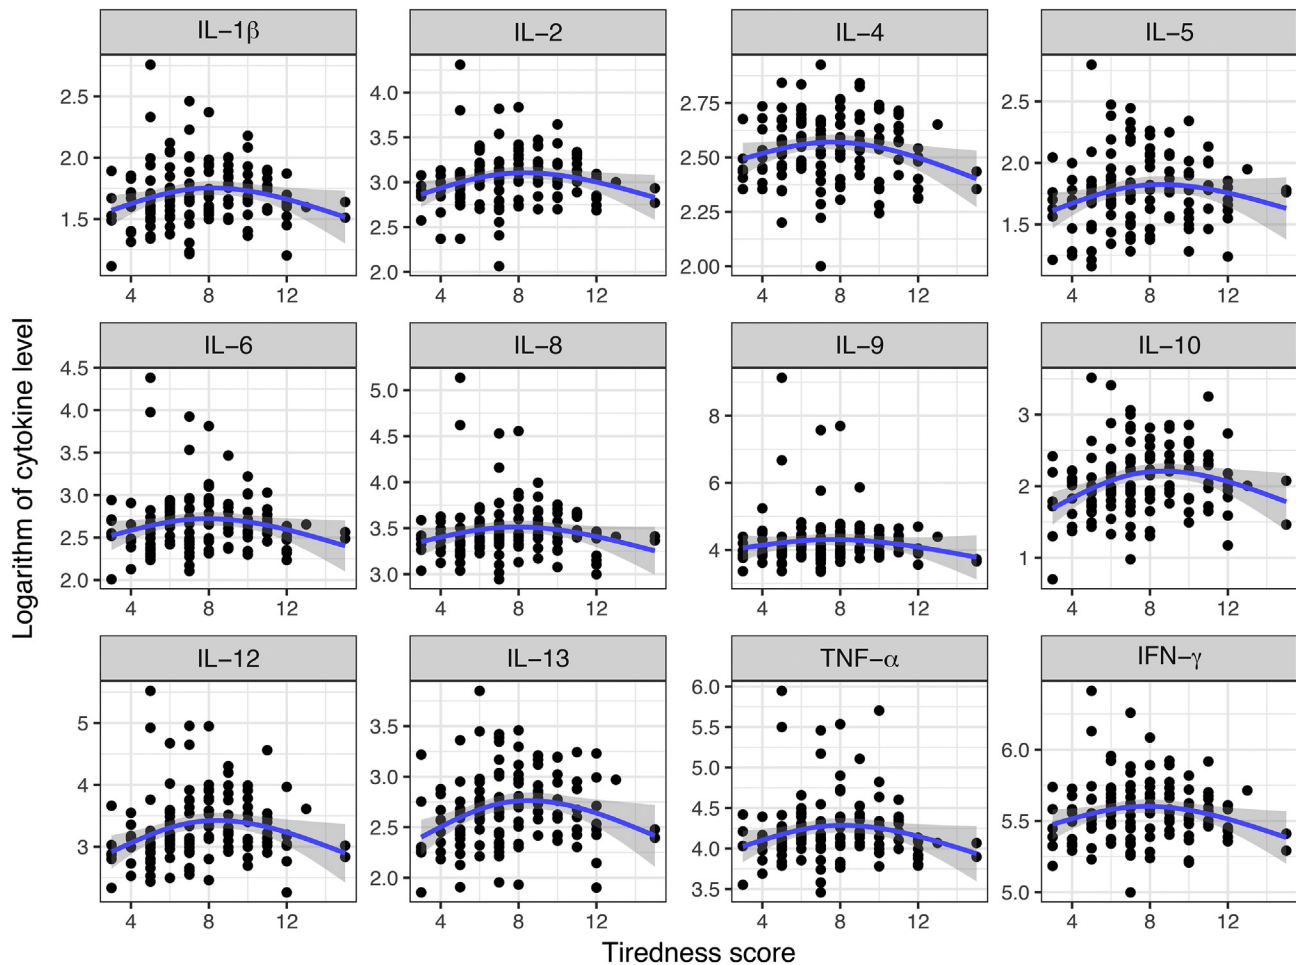 IL−1β IL−2 IL−4 IL−5
2.5 4.0 2.75 2.5
2.0 3.5 2.50 2.0
1.5 3.0 2.25 1.5
2.5 2.00
2.0
4 8 12 4 8 12 4 8 12 4 8 12
IL−6 IL−8 IL−9 IL−10
4.5 5.0 8 3
4.0 4.5 6 2
3.5 4.0 4 1
3.0 3.5
2.5 3.0
2.0
4 8 12 4 8 12 4 8 12 4 8 12
IL−12 IL−13 TNF−α IFN−γ
5 3.5 6.0 6.0
4 3.0 5.5 5.5
3 2.5 5.0 5.0
2.0 4.5
4.0
3.5
4 8 12 4 8 12 4 8 12 4 8 12
Logarithm of cytokine level
Tiredness score